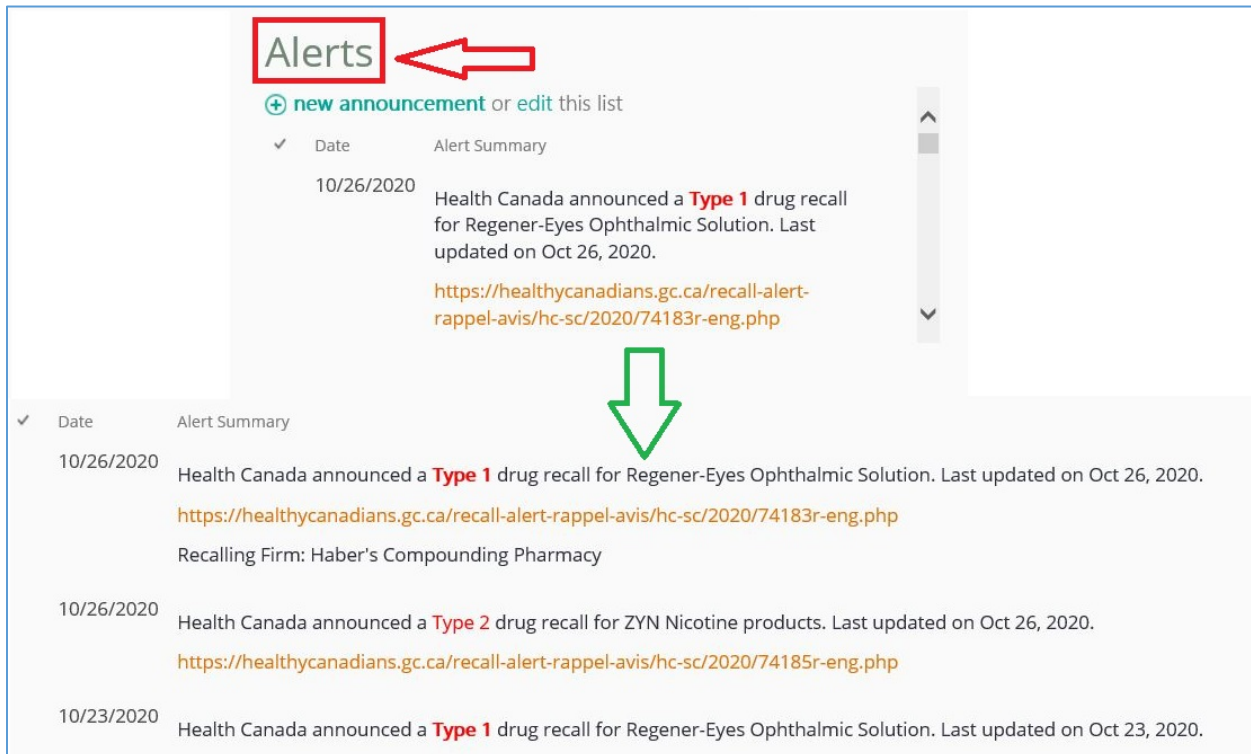 Alerts
new announcement or edit this list
Date Alert Summary
10/26/2020
Health Canada announced a Type 1 drug recall
for Regener-Eyes Ophthalmic Solution. Last
updated on Oct 26, 2020.
https://healthycanadians.gc.ca/recall-alert-
rappel-avis/hc-sc/2020/74183r-eng.php
Date Alert Summary
10/26/2020 Health Canada announced a Type 1 drug recall for Regener-Eyes Ophthalmic Solution. Last updated on Oct 26, 2020.
https://healthycanadians.gc.ca/recall-alert-rappel-avis/hc-sc/2020/74183r-eng.php
Recalling Firm: Haber's Compounding Pharmacy
10/26/2020 Health Canada announced a Type 2 drug recall for ZYN Nicotine products. Last updated on Oct 26, 2020.
https://healthycanadians.gc.ca/recall-alert-rappel-avis/hc-sc/2020/74185r-eng.php
10/23/2020 Health Canada announced a Type 1 drug recall for Regener-Eyes Ophthalmic Solution. Last updated on Oct 23, 2020.